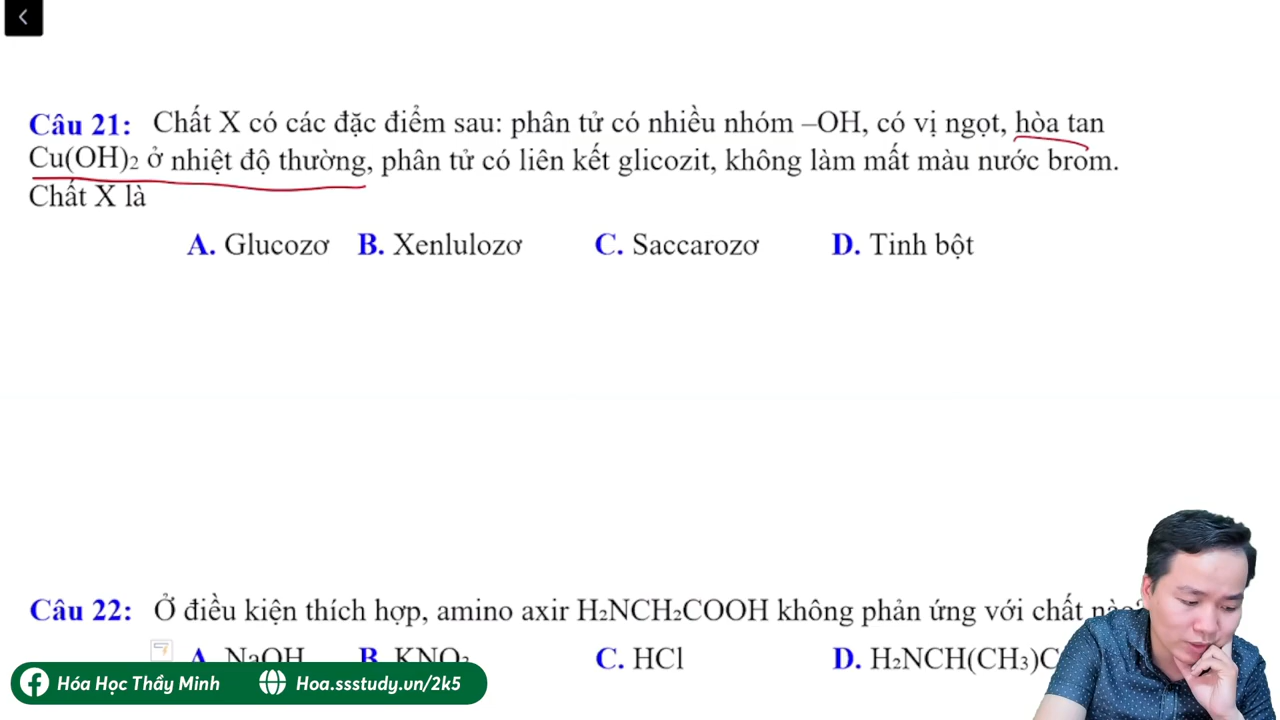 Câu 21: Chất X có các đặc điểm sau: phân tử có nhiều nhóm –OH, có vị ngọt, hòa tan
Cu(OH)₂ ở nhiệt độ thường, phân tử có liên kết glicozit, không làm mất màu nước brom.
Chất X là
A. Glucozơ B. Xenlulozơ C. Saccarozơ D. Tinh bột
Câu 22: Ở điều kiện thích hợp, amino axir H₂NCH₂COOH không phản ứng với chất
A. NaOH B. KNO₃ C. HCl D. H₂NCH(CH₃)C
Hóa Học Thầy Minh Hoa.ssstudy.vn/2k5